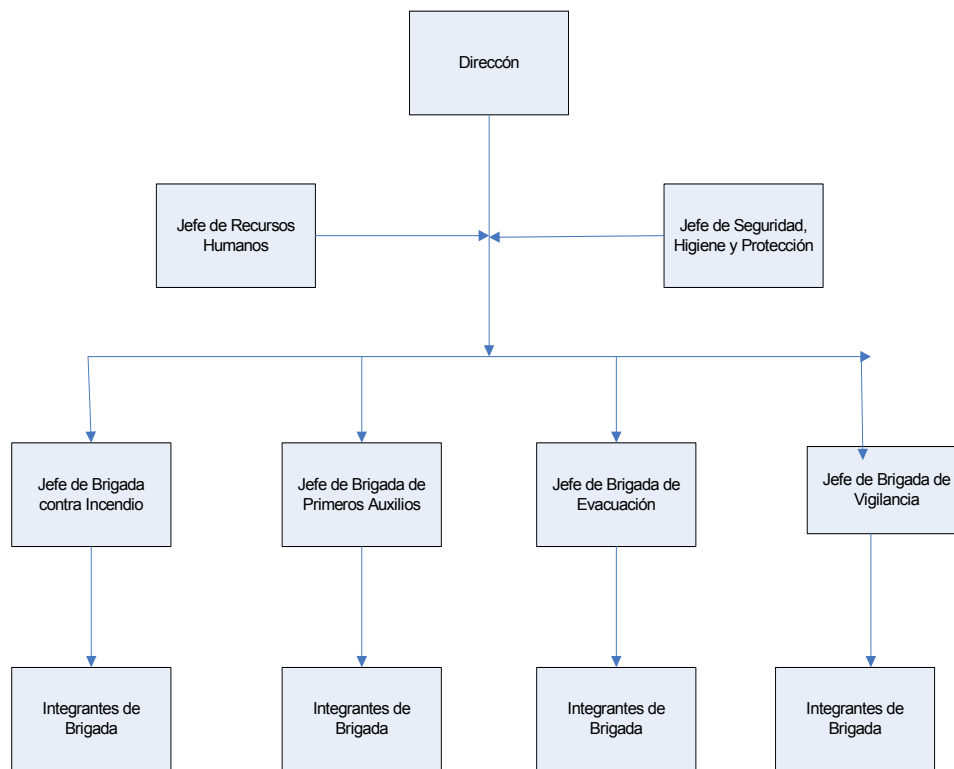 Direccón
Jefe de Recursos
Humanos
Jefe de Seguridad,
Higiene y Protección
Jefe de Brigada
contra Incendio
Jefe de Brigada de
Primeros Auxilios
Jefe de Brigada de
Evacuación
Jefe de Brigada de
Vigilancia
Integrantes de
Brigada
Integrantes de
Brigada
Integrantes de
Brigada
Integrantes de
Brigada